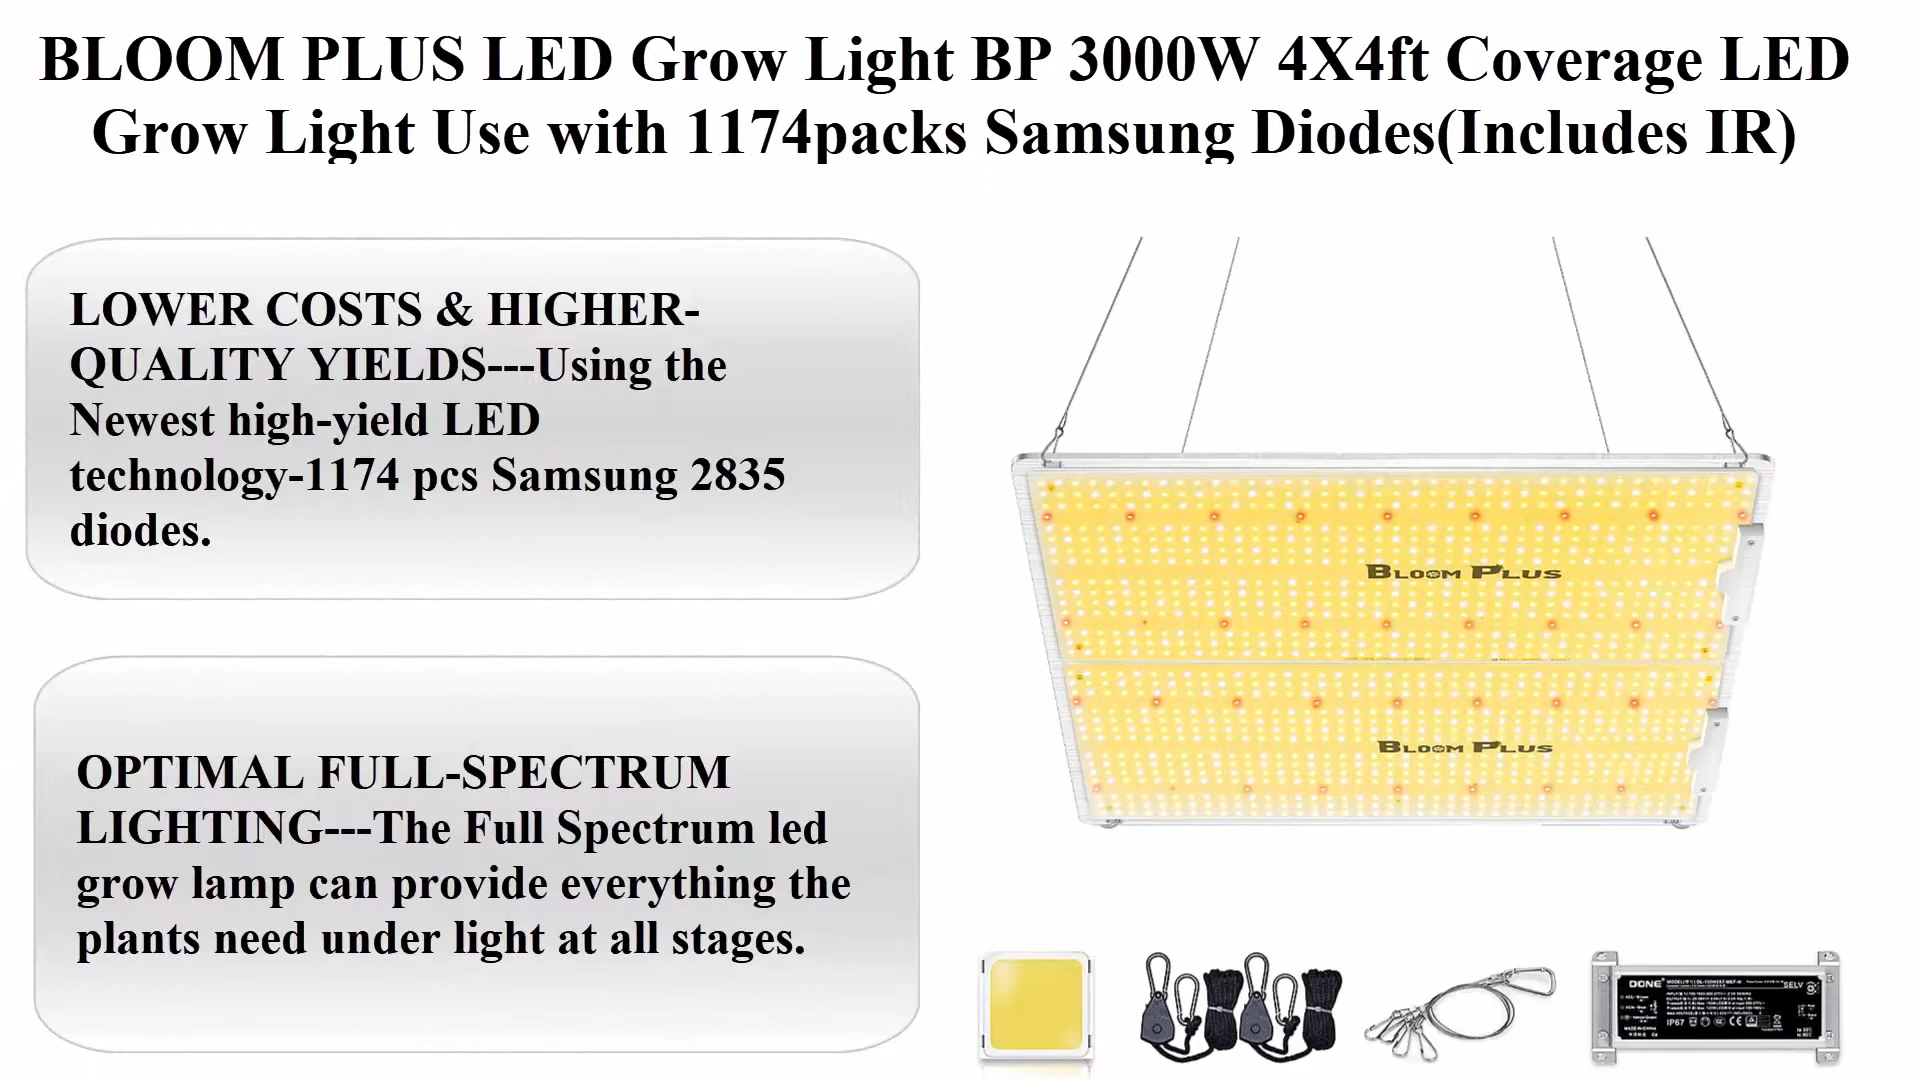 BLOOM PLUS LED Grow Light BP 3000W 4X4ft Coverage LED
Grow Light Use with 1174packs Samsung Diodes(Includes IR)
LOWER COSTS & HIGHER-
QUALITY YIELDS---Using the
Newest high-yield LED
technology-1174 pcs Samsung 2835
diodes.
OPTIMAL FULL-SPECTRUM
LIGHTING---The Full Spectrum led
grow lamp can provide everything the
plants need under light at all stages.
BLOOM PLUS
BLOOM PLUS
DONE
SELV
IP67